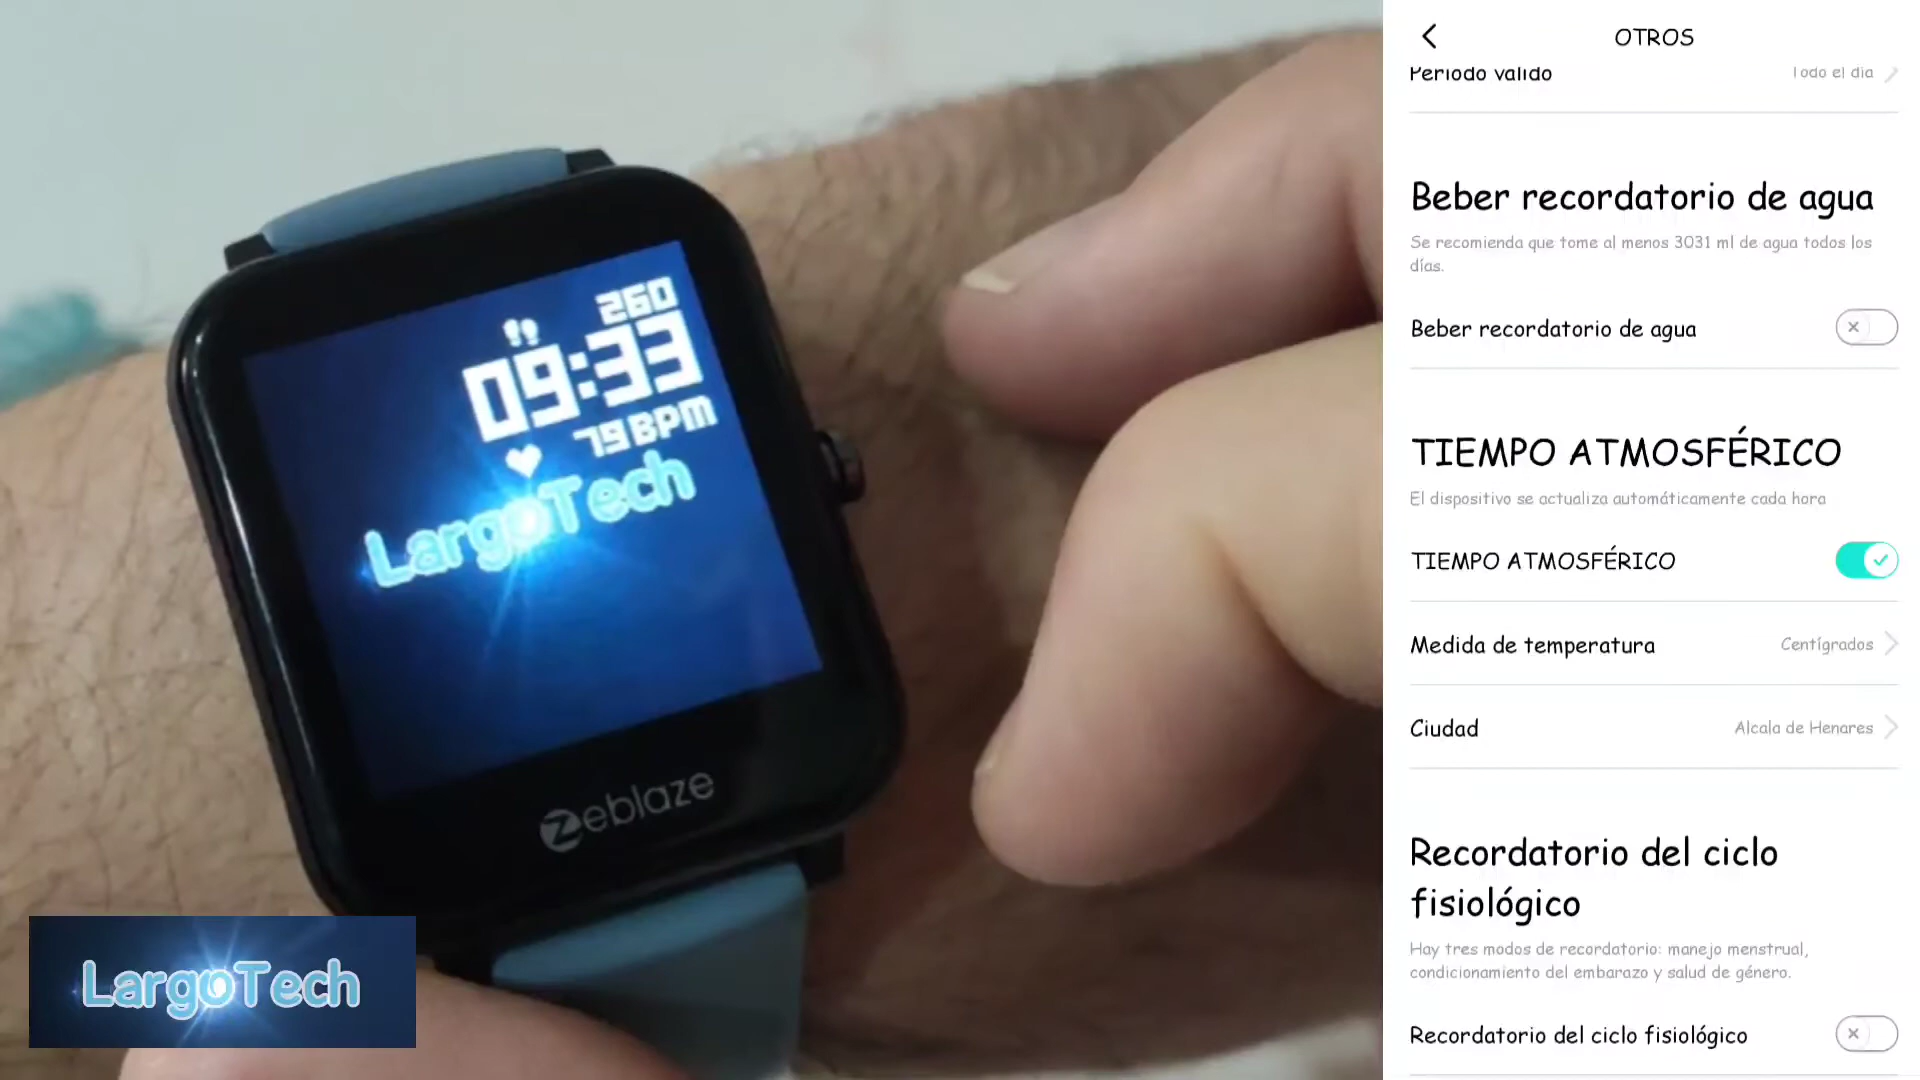 260
09:33
79BPM
LargoTech
Zeblaze
LargoTech
OTROS
Periodo valido
Todo el dia
Beber recordatorio de agua
Se recomienda que tome al menos 3031 ml de agua todos los
días.
Beber recordatorio de agua
TIEMPO ATMOSFÉRICO
El dispositivo se actualiza automáticamente cada hora
TIEMPO ATMOSFÉRICO
Medida de temperatura
Centígrados
Ciudad
Alcala de Henares
Recordatorio del ciclo
fisiológico
Hay tres modos de recordatorio: manejo menstrual,
condicionamiento del embarazo y salud de género.
Recordatorio del ciclo fisiológico